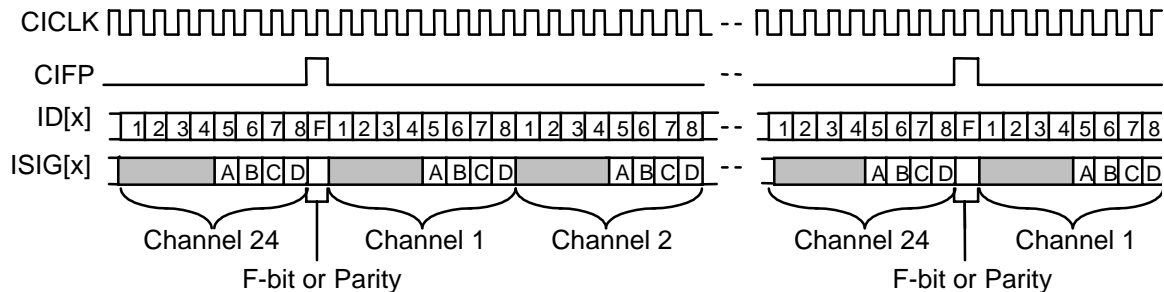 CICLK - -
CIFP - -
ID[x] 1 2 3 4 5 6 7 8 F 1 2 3 4 5 6 7 8 1 2 3 4 5 6 7 8 - - 1 2 3 4 5 6 7 8 F 1 2 3 4 5 6 7 8
ISIG[x] A B C D A B C D A B C D - - A B C D A B C D
Channel 24 Channel 1 Channel 2 Channel 24 Channel 1
F-bit or Parity F-bit or Parity